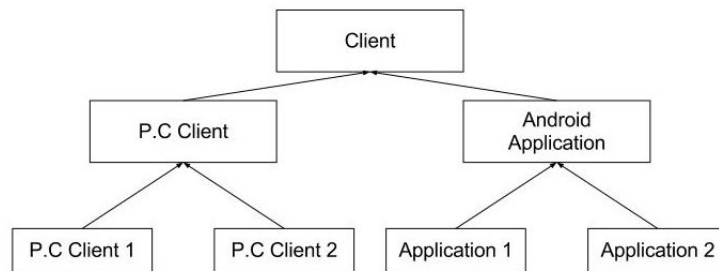 Client
P.C Client
Android
Application
P.C Client 1
P.C Client 2
Application 1
Application 2